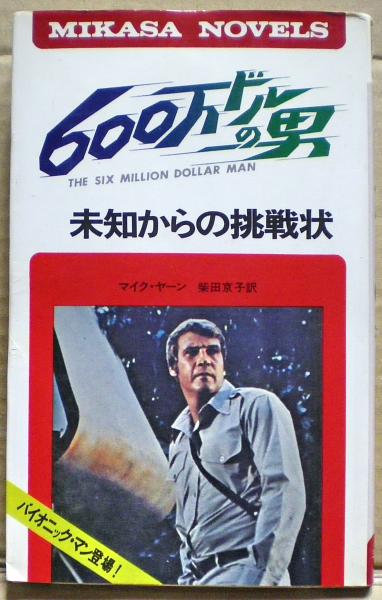 MIKASA NOVELS
600万ドルの男
THE SIX MILLION DOLLAR MAN
未知からの挑戦状
マイク・ヤーン 柴田京子訳
バイオニック・マン登場!